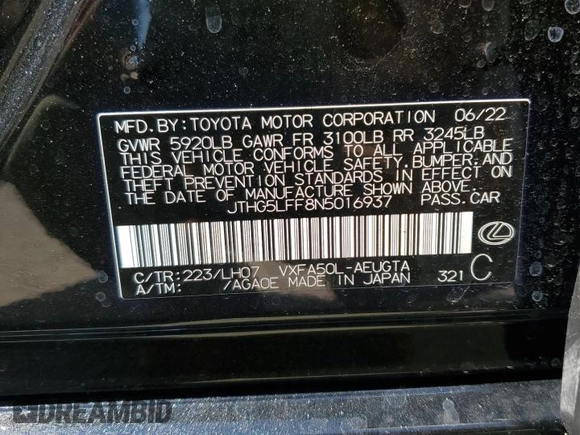 MFD. BY: TOYOTA MOTOR CORPORATION 06/22
GVWR 5920LB GAWR FR 3100LB RR 3245LB
THIS VEHICLE CONFORMS TO ALL APPLICABLE
FEDERAL MOTOR VEHICLE SAFETY, BUMPER, AND
THEFT PREVENTION STANDARDS IN EFFECT ON
THE DATE OF MANUFACTURE SHOWN ABOVE.
JTHG5LFF8N5016937 PASS. CAR
C/TR: 223/LH07 VXFA50L-AEUGTA
A/TM: /AGA0E MADE IN JAPAN 321 C
DREAMBID